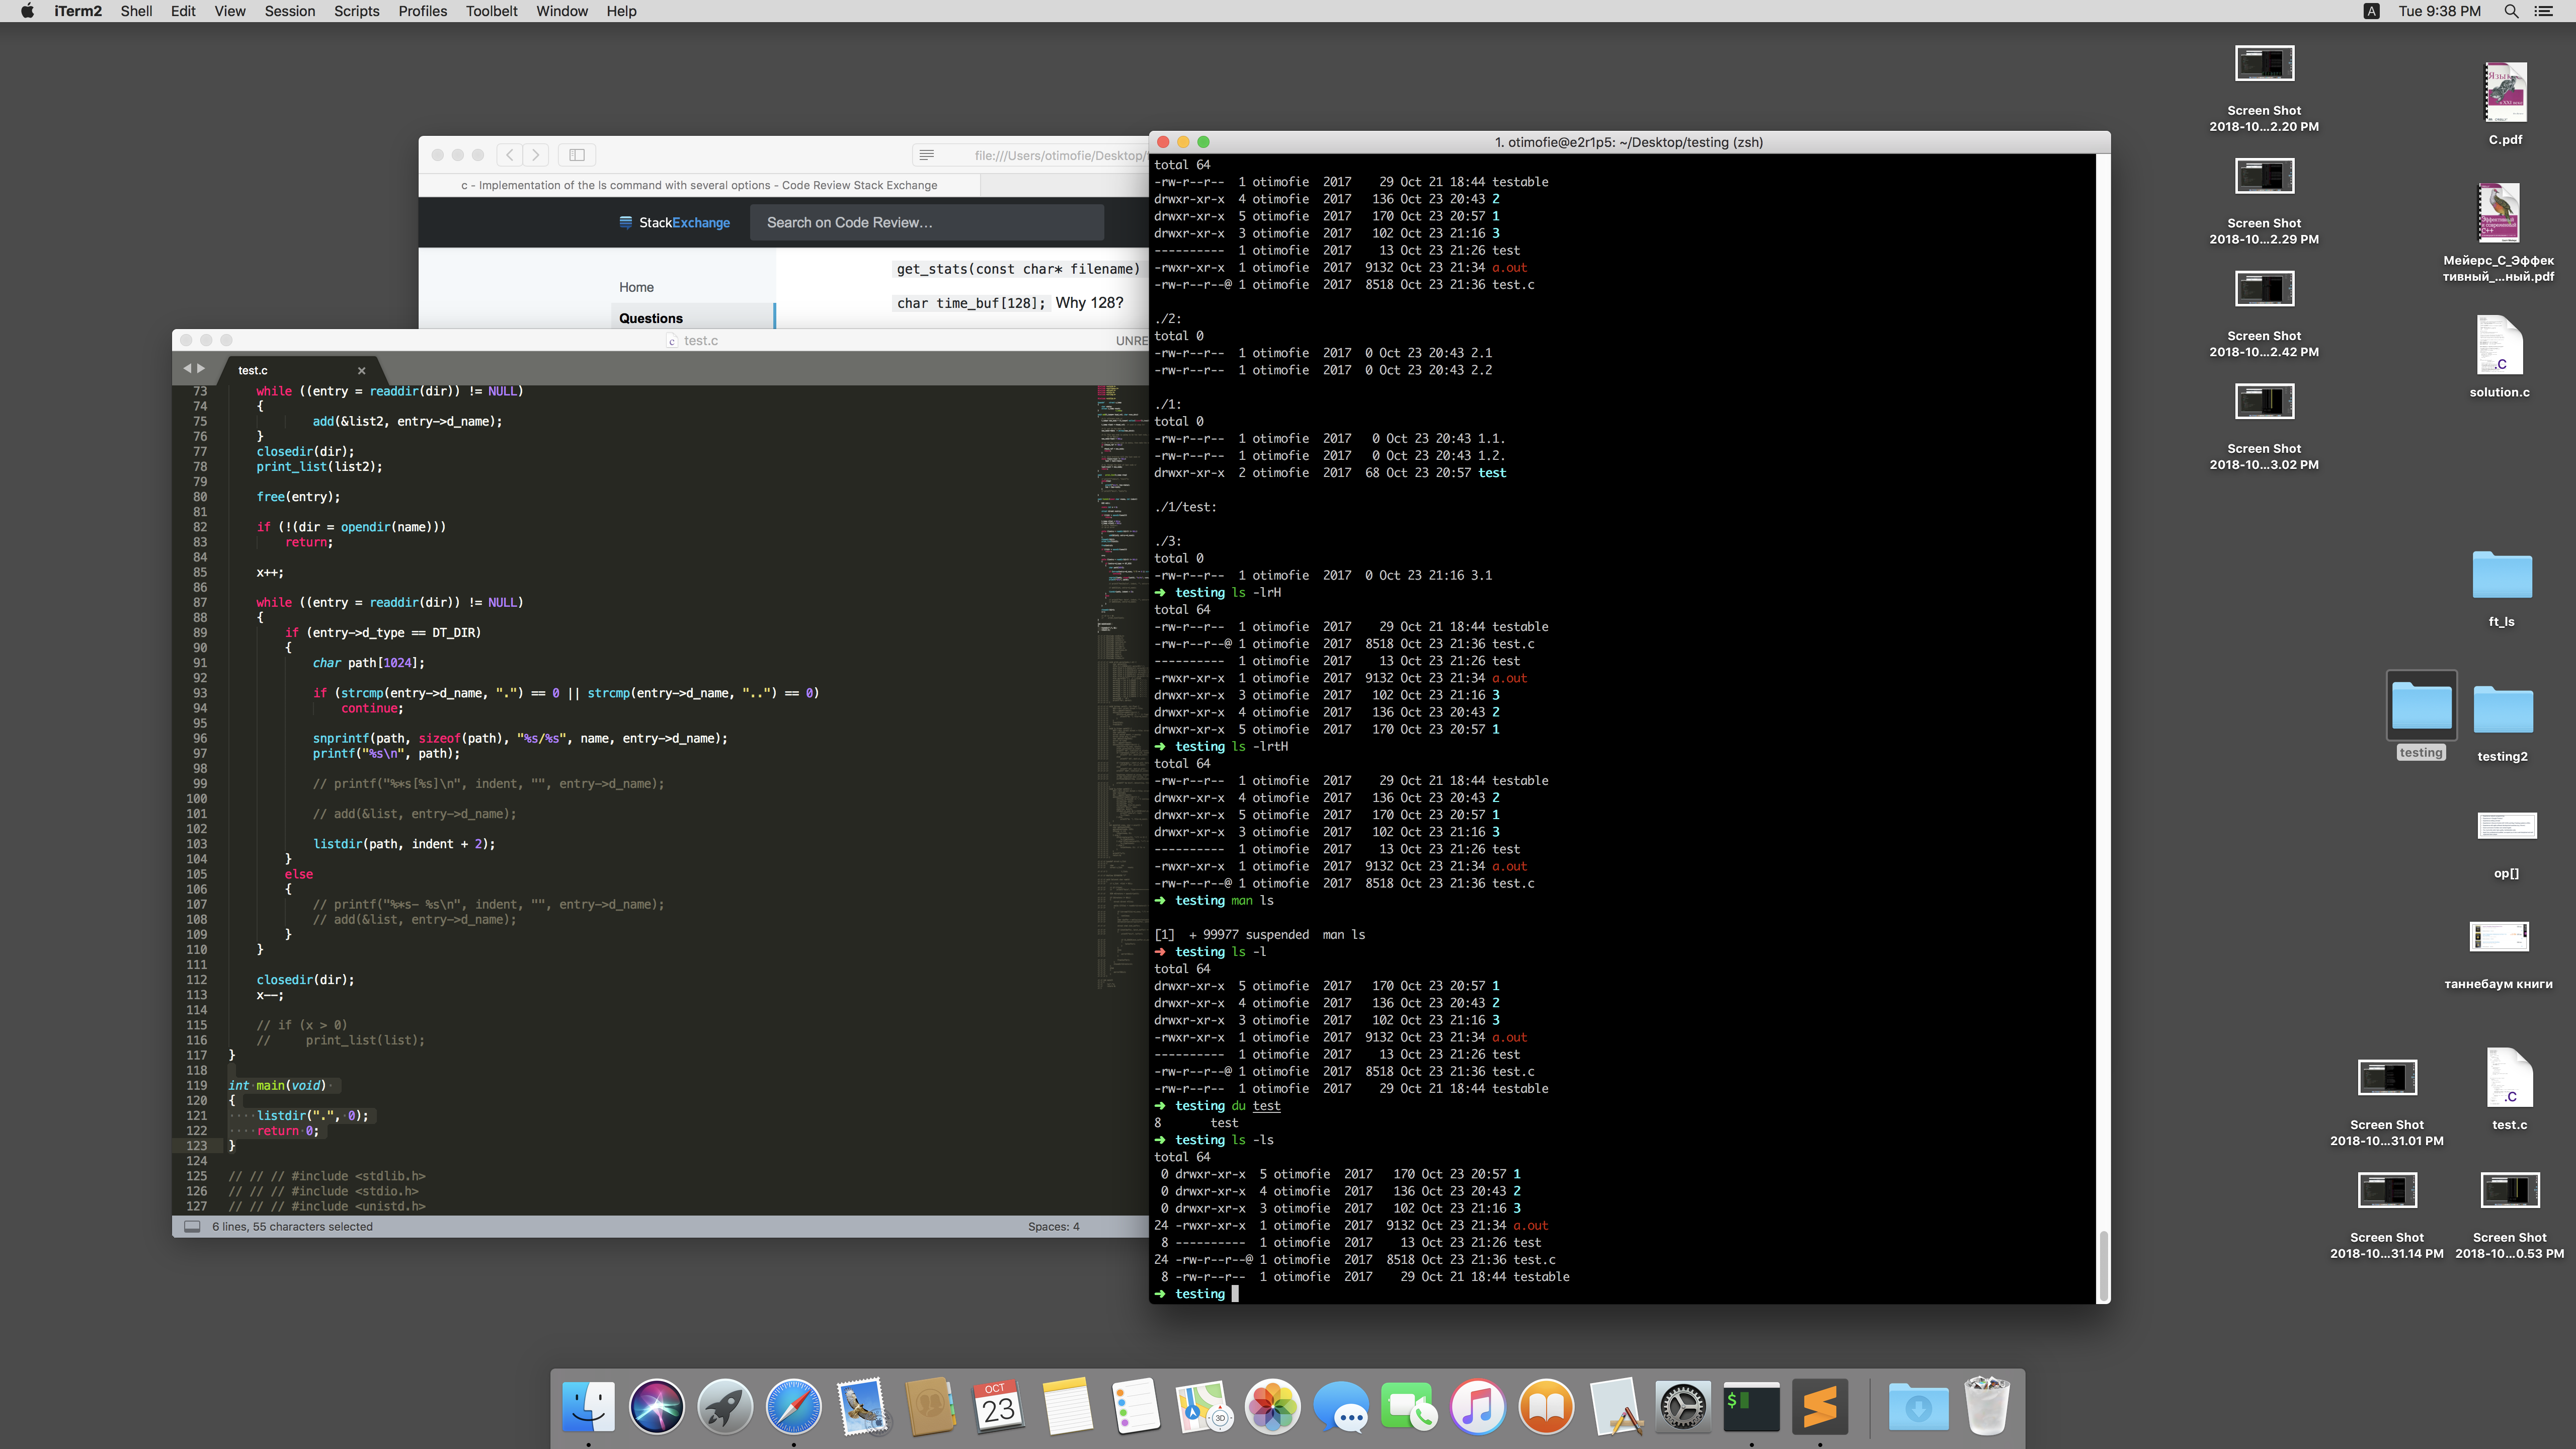 iTerm2 Shell Edit View Session Scripts Profiles Toolbelt Window Help
A Tue 9:38 PM
file:///Users/otimofie/Desktop/
c - Implementation of the ls command with several options - Code Review Stack Exchange
StackExchange Search on Code Review…
get_stats(const char* filename)
Home
char time_buf[128]; Why 128?
Questions
test.c UNRE
test.c
73 while ((entry = readdir(dir)) != NULL)
74 {
75 add(&list2, entry->d_name);
76 }
77 closedir(dir);
78 print_list(list2);
79
80 free(entry);
81
82 if (!(dir = opendir(name)))
83 return;
84
85 x++;
86
87 while ((entry = readdir(dir)) != NULL)
88 {
89 if (entry->d_type == DT_DIR)
90 {
91 char path[1024];
92
93 if (strcmp(entry->d_name, ".") == 0 || strcmp(entry->d_name, "..") == 0)
94 continue;
95
96 snprintf(path, sizeof(path), "%s/%s", name, entry->d_name);
97 printf("%s\n", path);
98
99 // printf("%*s[%s]\n", indent, "", entry->d_name);
100
101 // add(&list, entry->d_name);
102
103 listdir(path, indent + 2);
104 }
105 else
106 {
107 // printf("%*s- %s\n", indent, "", entry->d_name);
108 // add(&list, entry->d_name);
109 }
110 }
111
112 closedir(dir);
113 x--;
114
115 // if (x > 0)
116 // print_list(list);
117 }
118
119 int main(void)
120 {
121 listdir(".", 0);
122 return 0;
123 }
124
125 // // // #include <stdlib.h>
126 // // // #include <stdio.h>
127 // // // #include <unistd.h>
6 lines, 55 characters selected Spaces: 4
1. otimofie@e2r1p5: ~/Desktop/testing (zsh)
total 64
-rw-r--r-- 1 otimofie 2017 29 Oct 21 18:44 testable
drwxr-xr-x 4 otimofie 2017 136 Oct 23 20:43 2
drwxr-xr-x 5 otimofie 2017 170 Oct 23 20:57 1
drwxr-xr-x 3 otimofie 2017 102 Oct 23 21:16 3
---------- 1 otimofie 2017 13 Oct 23 21:26 test
-rwxr-xr-x 1 otimofie 2017 9132 Oct 23 21:34 a.out
-rw-r--r--@ 1 otimofie 2017 8518 Oct 23 21:36 test.c
./2:
total 0
-rw-r--r-- 1 otimofie 2017 0 Oct 23 20:43 2.1
-rw-r--r-- 1 otimofie 2017 0 Oct 23 20:43 2.2
./1:
total 0
-rw-r--r-- 1 otimofie 2017 0 Oct 23 20:43 1.1.
-rw-r--r-- 1 otimofie 2017 0 Oct 23 20:43 1.2.
drwxr-xr-x 2 otimofie 2017 68 Oct 23 20:57 test
./1/test:
./3:
total 0
-rw-r--r-- 1 otimofie 2017 0 Oct 23 21:16 3.1
➜ testing ls -lrH
total 64
-rw-r--r-- 1 otimofie 2017 29 Oct 21 18:44 testable
-rw-r--r--@ 1 otimofie 2017 8518 Oct 23 21:36 test.c
---------- 1 otimofie 2017 13 Oct 23 21:26 test
-rwxr-xr-x 1 otimofie 2017 9132 Oct 23 21:34 a.out
drwxr-xr-x 3 otimofie 2017 102 Oct 23 21:16 3
drwxr-xr-x 4 otimofie 2017 136 Oct 23 20:43 2
drwxr-xr-x 5 otimofie 2017 170 Oct 23 20:57 1
➜ testing ls -lrtH
total 64
-rw-r--r-- 1 otimofie 2017 29 Oct 21 18:44 testable
drwxr-xr-x 4 otimofie 2017 136 Oct 23 20:43 2
drwxr-xr-x 5 otimofie 2017 170 Oct 23 20:57 1
drwxr-xr-x 3 otimofie 2017 102 Oct 23 21:16 3
---------- 1 otimofie 2017 13 Oct 23 21:26 test
-rwxr-xr-x 1 otimofie 2017 9132 Oct 23 21:34 a.out
-rw-r--r--@ 1 otimofie 2017 8518 Oct 23 21:36 test.c
➜ testing man ls
[1] + 99977 suspended man ls
➜ testing ls -l
total 64
drwxr-xr-x 5 otimofie 2017 170 Oct 23 20:57 1
drwxr-xr-x 4 otimofie 2017 136 Oct 23 20:43 2
drwxr-xr-x 3 otimofie 2017 102 Oct 23 21:16 3
-rwxr-xr-x 1 otimofie 2017 9132 Oct 23 21:34 a.out
---------- 1 otimofie 2017 13 Oct 23 21:26 test
-rw-r--r--@ 1 otimofie 2017 8518 Oct 23 21:36 test.c
-rw-r--r-- 1 otimofie 2017 29 Oct 21 18:44 testable
➜ testing du test
8 test
➜ testing ls -ls
total 64
0 drwxr-xr-x 5 otimofie 2017 170 Oct 23 20:57 1
0 drwxr-xr-x 4 otimofie 2017 136 Oct 23 20:43 2
0 drwxr-xr-x 3 otimofie 2017 102 Oct 23 21:16 3
24 -rwxr-xr-x 1 otimofie 2017 9132 Oct 23 21:34 a.out
8 ---------- 1 otimofie 2017 13 Oct 23 21:26 test
24 -rw-r--r--@ 1 otimofie 2017 8518 Oct 23 21:36 test.c
8 -rw-r--r-- 1 otimofie 2017 29 Oct 21 18:44 testable
➜ testing
Screen Shot
2018-10...2.20 PM
Screen Shot
2018-10...2.29 PM
Screen Shot
2018-10...2.42 PM
Screen Shot
2018-10...3.02 PM
C.pdf
Мейерс_С_Эффек
тивный_...ный.pdf
.C
solution.c
ft_ls
testing
testing2
op[]
таннебаум книги
.C
test.c
Screen Shot
2018-10...31.01 PM
Screen Shot
2018-10...31.14 PM
Screen Shot
2018-10...0.53 PM
OCT
23
3D
$